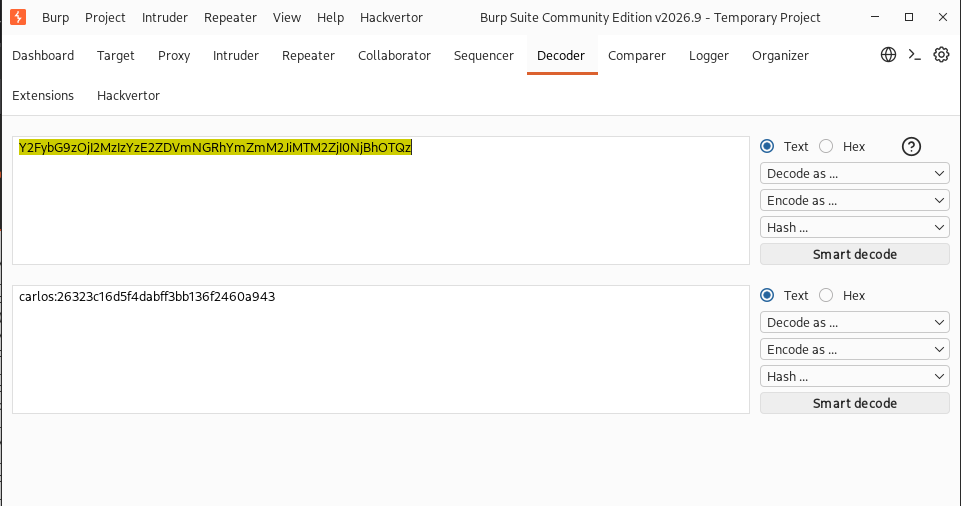 Burp Project Intruder Repeater View Help Hackvertor Burp Suite Community Edition v2026.9 - Temporary Project
Dashboard Target Proxy Intruder Repeater Collaborator Sequencer Decoder Comparer Logger Organizer
Extensions Hackvertor
Y2FybG9zOjI2MzIzYzE2ZDVmNGRhYmZmM2JiMTM2ZjI0NjBhOTQz
Text Hex ?
Decode as ...
Encode as ...
Hash ...
Smart decode
carlos:26323c16d5f4dabff3bb136f2460a943
Text Hex
Decode as ...
Encode as ...
Hash ...
Smart decode